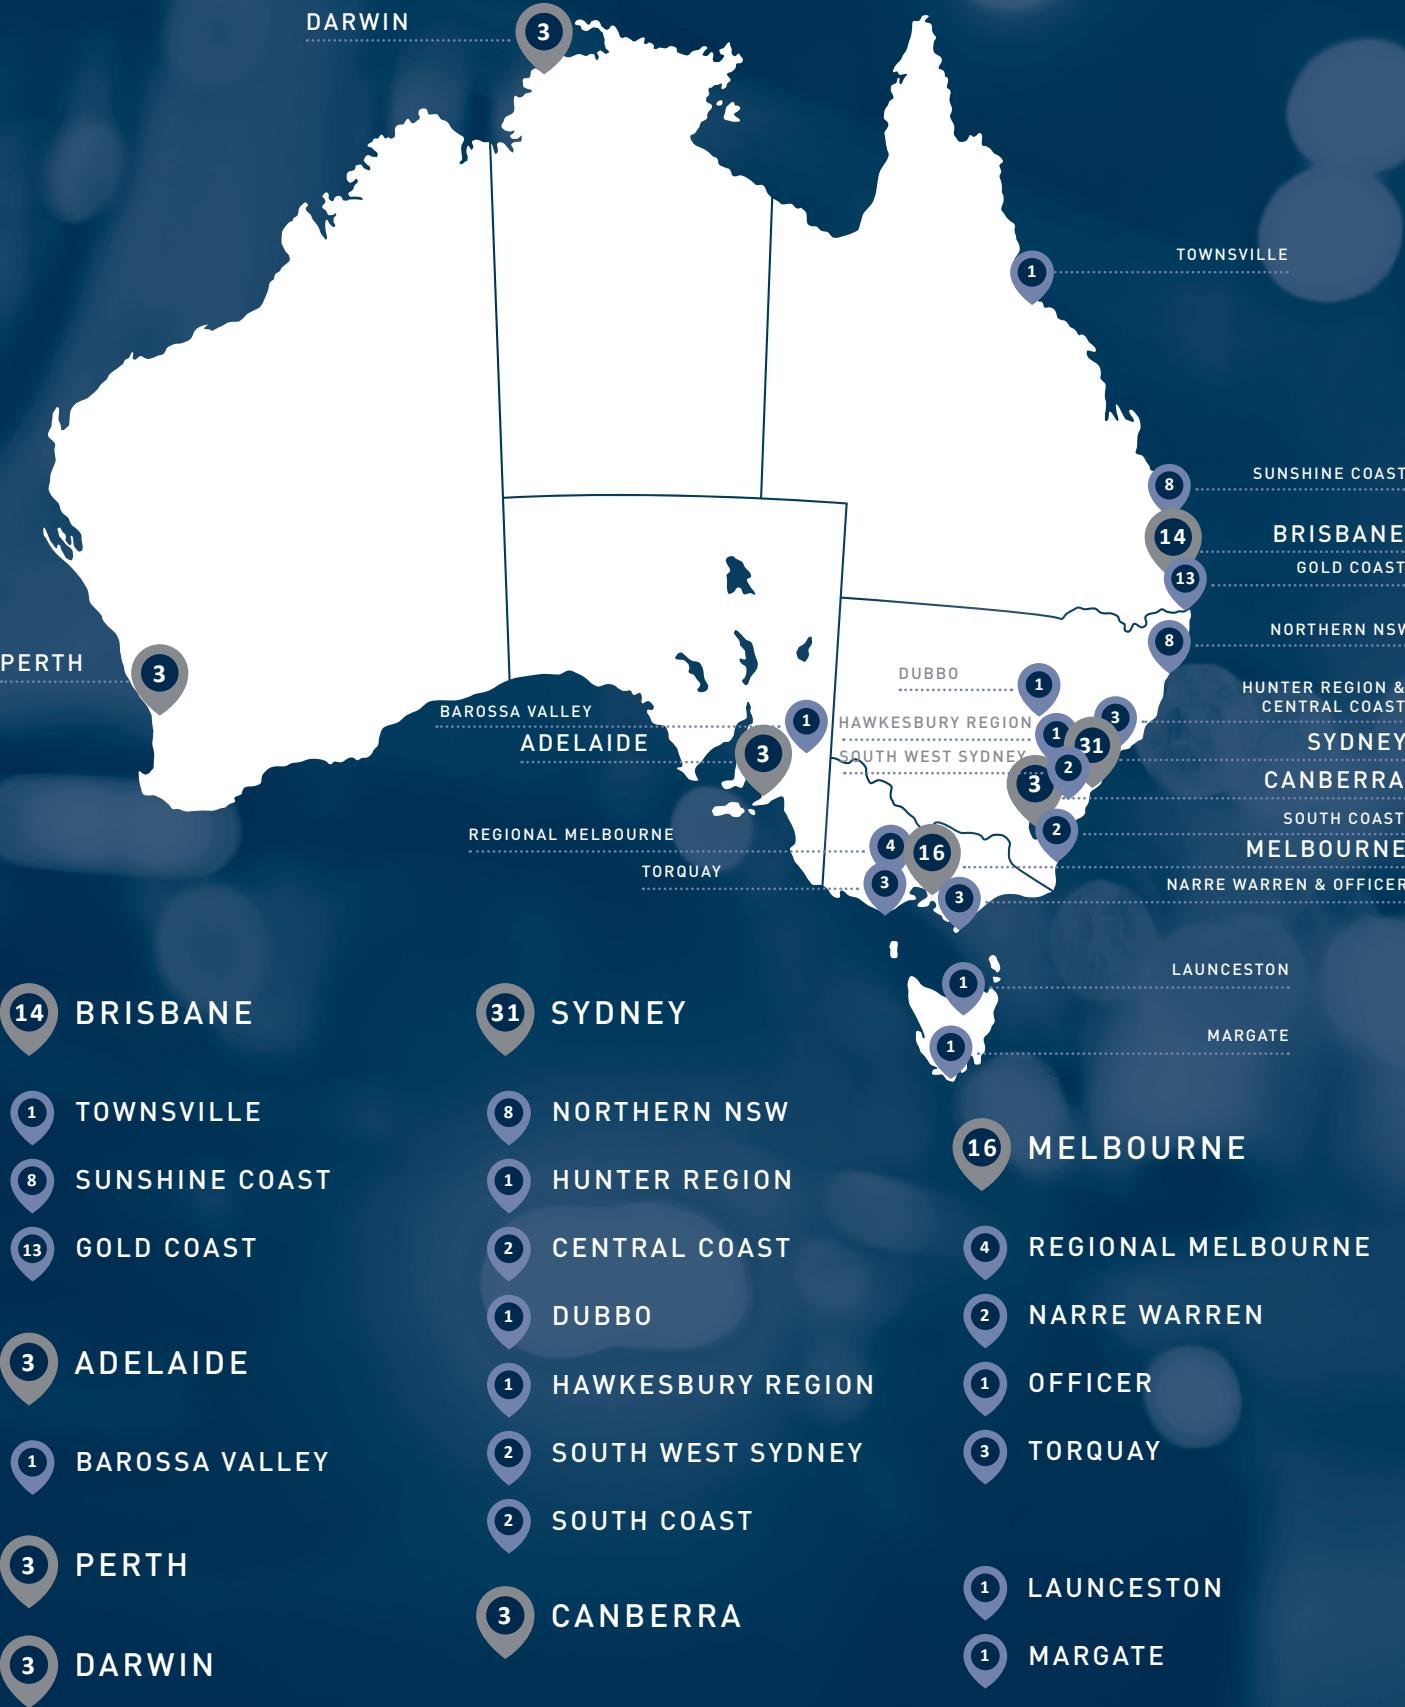 DARWIN
3
TOWNSVILLE
1
SUNSHINE COAST
8
BRISBANE
14
GOLD COAST
13
NORTHERN NSW
8
PERTH
3
DUBBO
1
HUNTER REGION &
CENTRAL COAST
3
BAROSSA VALLEY
1
HAWKESBURY REGION
1
SYDNEY
31
ADELAIDE
3
SOUTH WEST SYDNEY
2
CANBERRA
3
SOUTH COAST
2
REGIONAL MELBOURNE
4
MELBOURNE
16
TORQUAY
3
NARRE WARREN & OFFICER
3
LAUNCESTON
1
MARGATE
1
14 BRISBANE
1 TOWNSVILLE
8 SUNSHINE COAST
13 GOLD COAST
3 ADELAIDE
1 BAROSSA VALLEY
3 PERTH
3 DARWIN
31 SYDNEY
8 NORTHERN NSW
1 HUNTER REGION
2 CENTRAL COAST
1 DUBBO
1 HAWKESBURY REGION
2 SOUTH WEST SYDNEY
2 SOUTH COAST
3 CANBERRA
16 MELBOURNE
4 REGIONAL MELBOURNE
2 NARRE WARREN
1 OFFICER
3 TORQUAY
1 LAUNCESTON
1 MARGATE